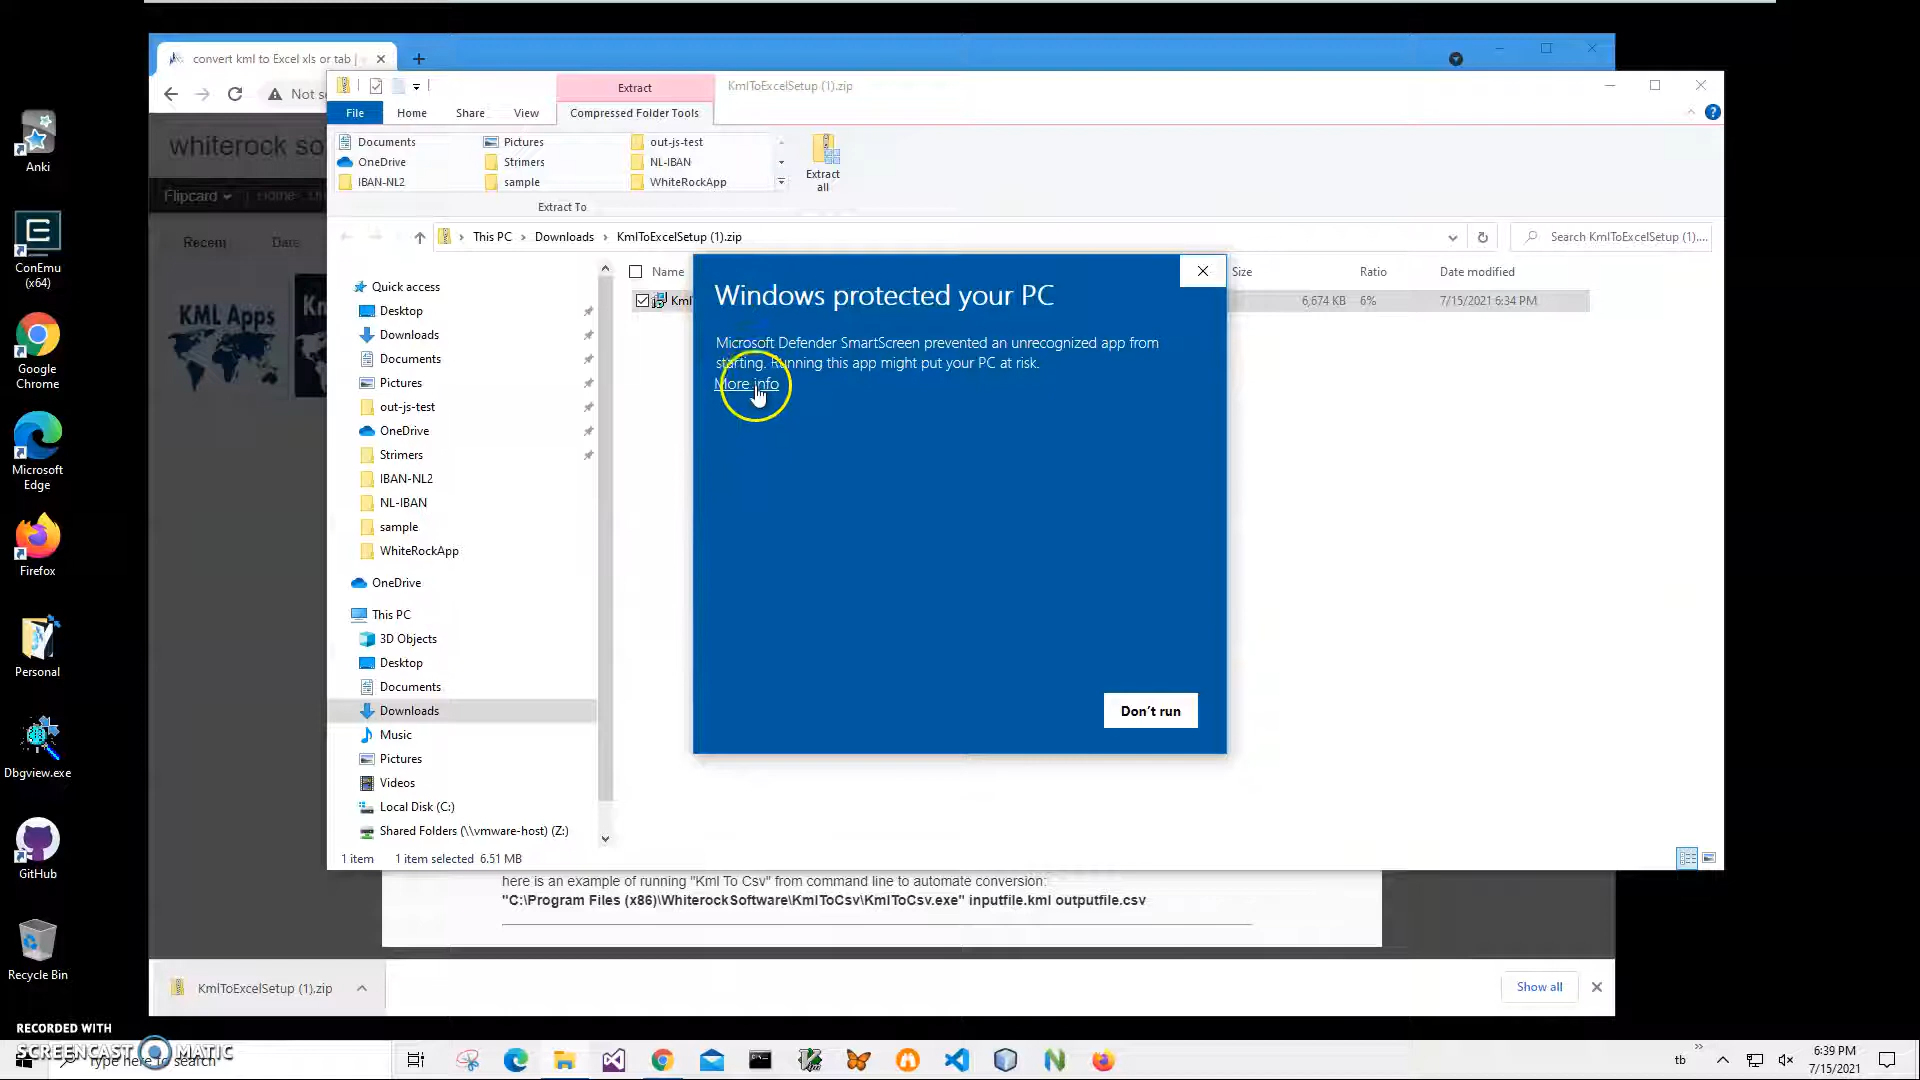 convert kml to Excel xls or tab |
Not s
Extract
KmlToExcelSetup (1).zip
File
Home
Share
View
Compressed Folder Tools
Documents
Pictures
out-js-test
OneDrive
Strimers
NL-IBAN
IBAN-NL2
sample
WhiteRockApp
Extract all
Extract To
whiterock so
Flipcard
Home
Recent
Date
This PC
Downloads
KmlToExcelSetup (1).zip
Search KmlToExcelSetup (1)....
Name
Size
Ratio
Date modified
Kml
6,674 KB
6%
7/15/2021 6:34 PM
Quick access
Desktop
Downloads
Documents
Pictures
out-js-test
OneDrive
Strimers
IBAN-NL2
NL-IBAN
sample
WhiteRockApp
OneDrive
This PC
3D Objects
Desktop
Documents
Downloads
Music
Pictures
Videos
Local Disk (C:)
Shared Folders (\\vmware-host) (Z:)
1 item
1 item selected 6.51 MB
Windows protected your PC
Microsoft Defender SmartScreen prevented an unrecognized app from
starting. Running this app might put your PC at risk.
More info
Don't run
KML Apps
here is an example of running "Kml To Csv" from command line to automate conversion:
"C:\Program Files (x86)\WhiterockSoftware\KmlToCsv\KmlToCsv.exe" inputfile.kml outputfile.csv
KmlToExcelSetup (1).zip
Show all
Anki
ConEmu
(x64)
Google
Chrome
Microsoft
Edge
Firefox
Personal
Dbgview.exe
GitHub
Recycle Bin
RECORDED WITH
SCREENCAST MATIC
Type here to search
tb
6:39 PM
7/15/2021